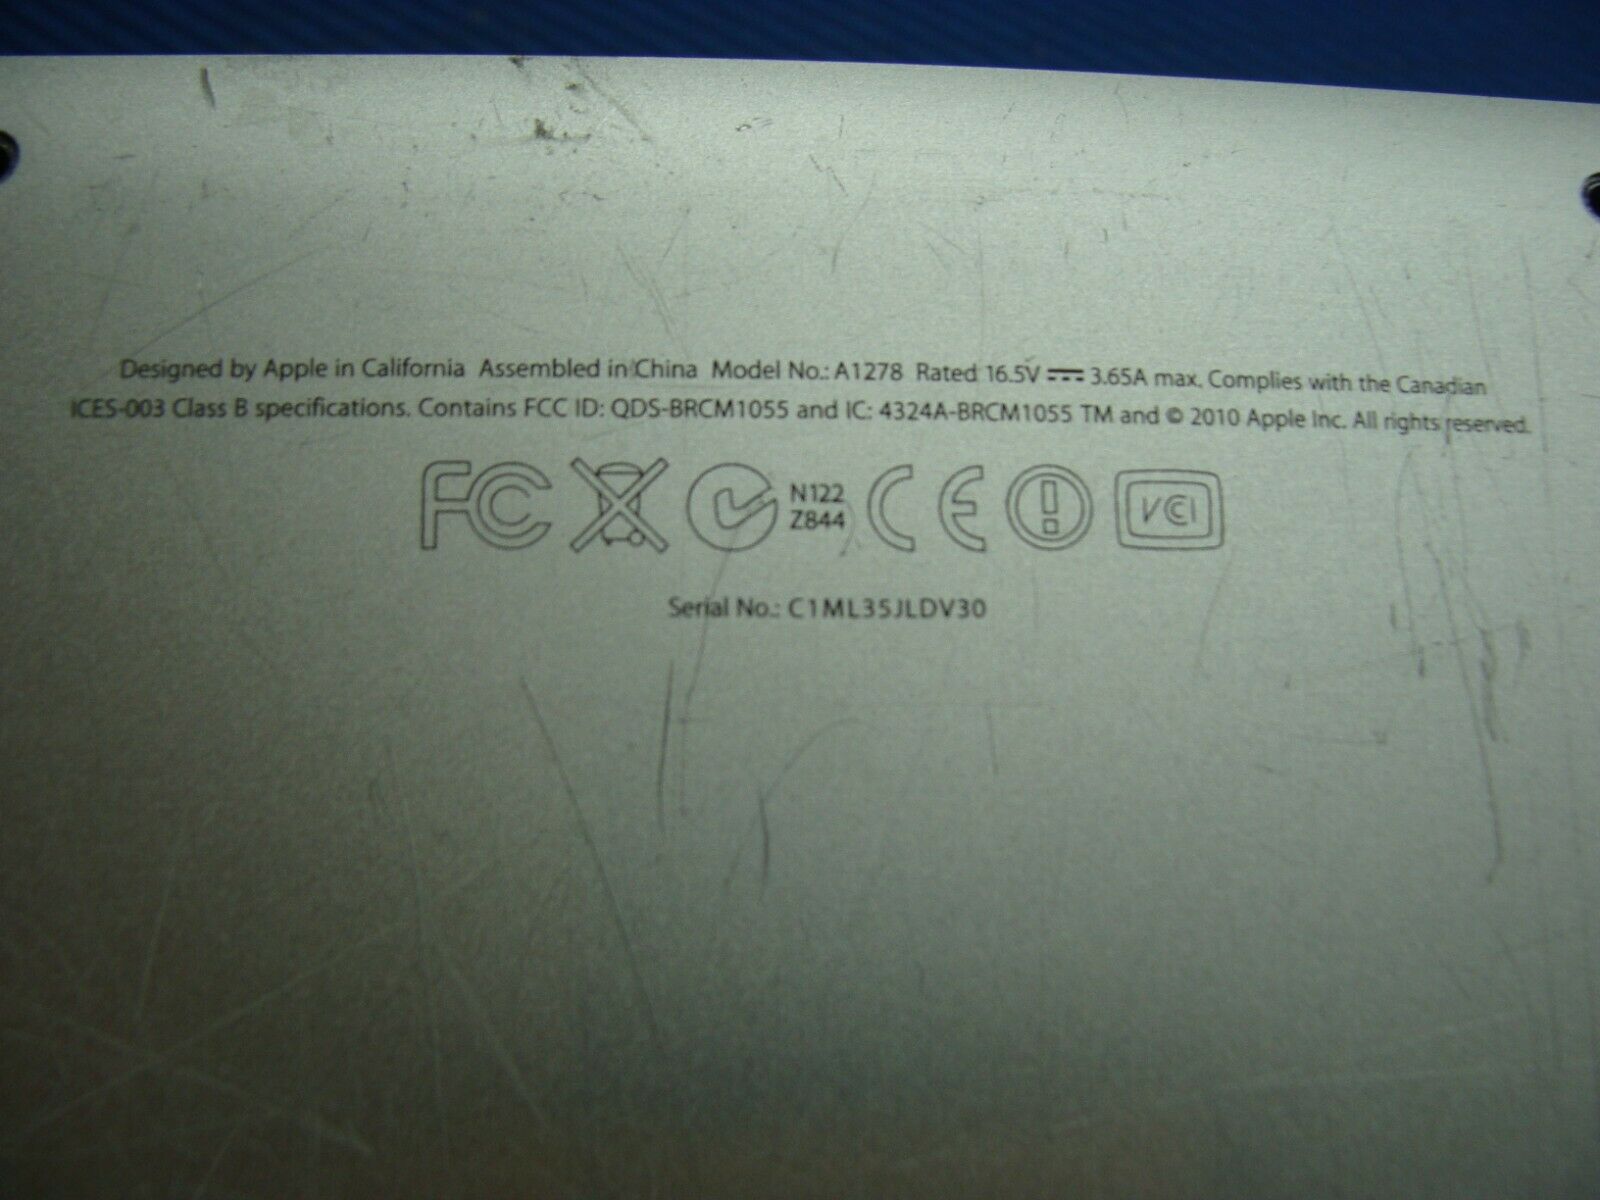 Designed by Apple in California Assembled in China Model No.: A1278 Rated 16.5V ⎓ 3.65A max. Complies with the Canadian
ICES-003 Class B specifications. Contains FCC ID: QDS-BRCM1055 and IC: 4324A-BRCM1055 TM and © 2010 Apple Inc. All rights reserved.
FC N122 CE VCI
Z844
Serial No.: C1ML35JLDV30